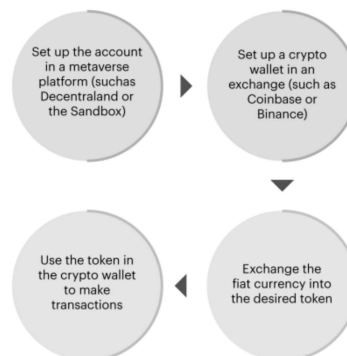 Set up the account
in a metaverse
platform (suchas
Decentraland or
the Sandbox)
Set up a crypto
wallet in an
exchange (such as
Coinbase or
Binance)
Exchange the
fiat currency into
the desired token
Use the token in
the crypto wallet
to make
transactions